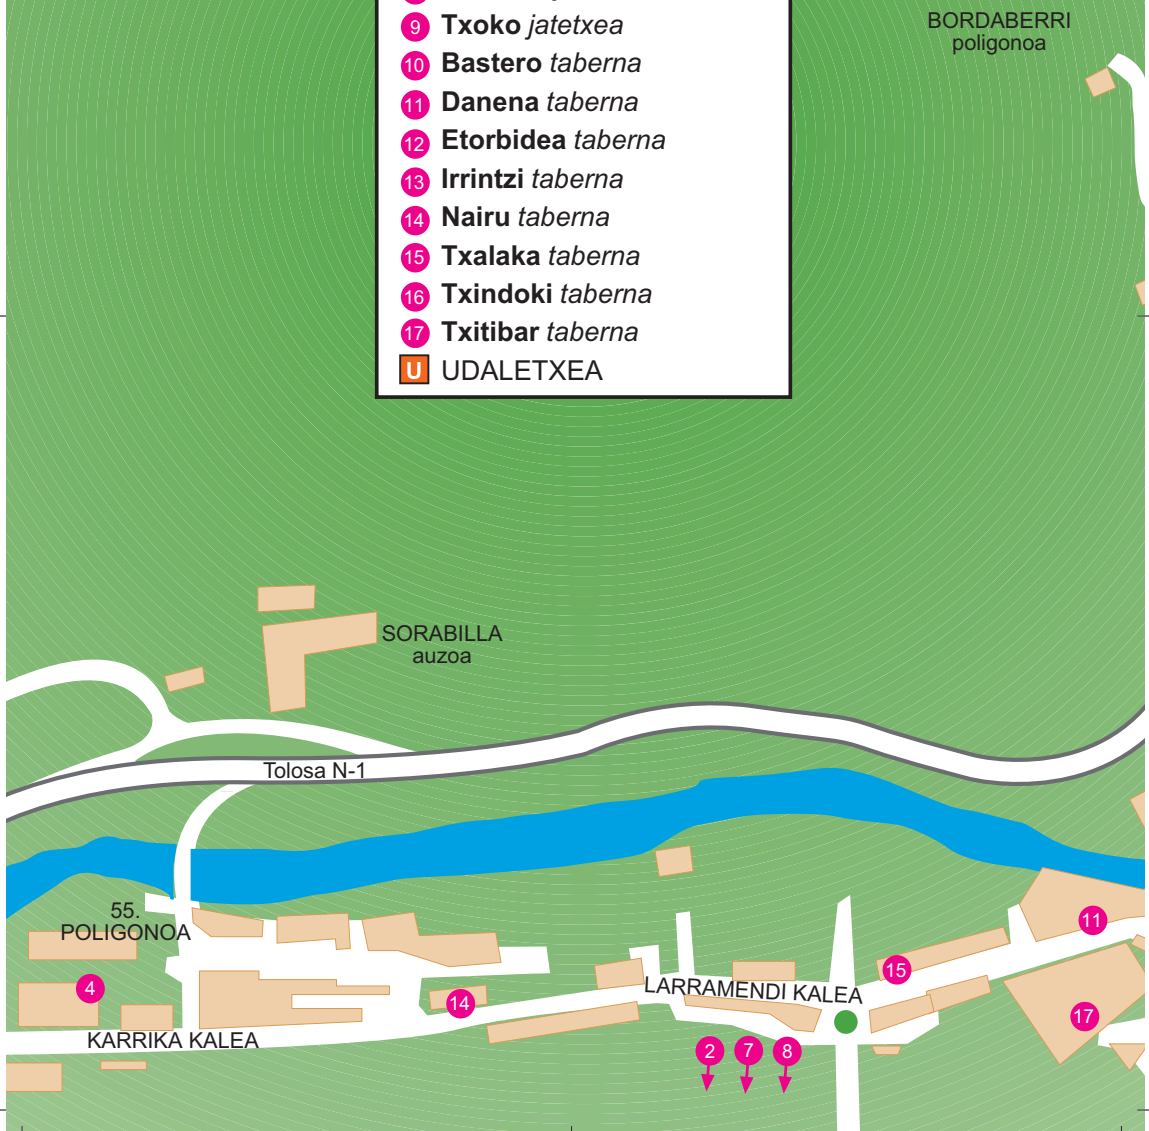 9 Txoko jatetxea
10 Bastero taberna
11 Danena taberna
12 Etorbidea taberna
13 Irrintzi taberna
14 Nairu taberna
15 Txalaka taberna
16 Txindoki taberna
17 Txitibar taberna
U UDALETXEA
BORDABERRI
poligonoa
SORABILLA
auzoa
Tolosa N-1
55.
POLIGONOA
4
14
LARRAMENDI KALEA
15
11
17
KARRIKA KALEA
2
7
8